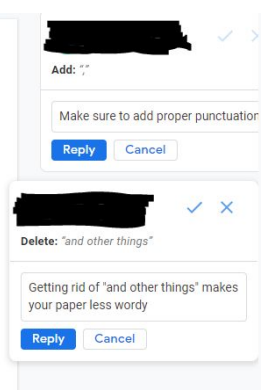 Add: “,”
Make sure to add proper punctuation
Reply Cancel
Delete: “and other things”
Getting rid of "and other things" makes
your paper less wordy
Reply Cancel